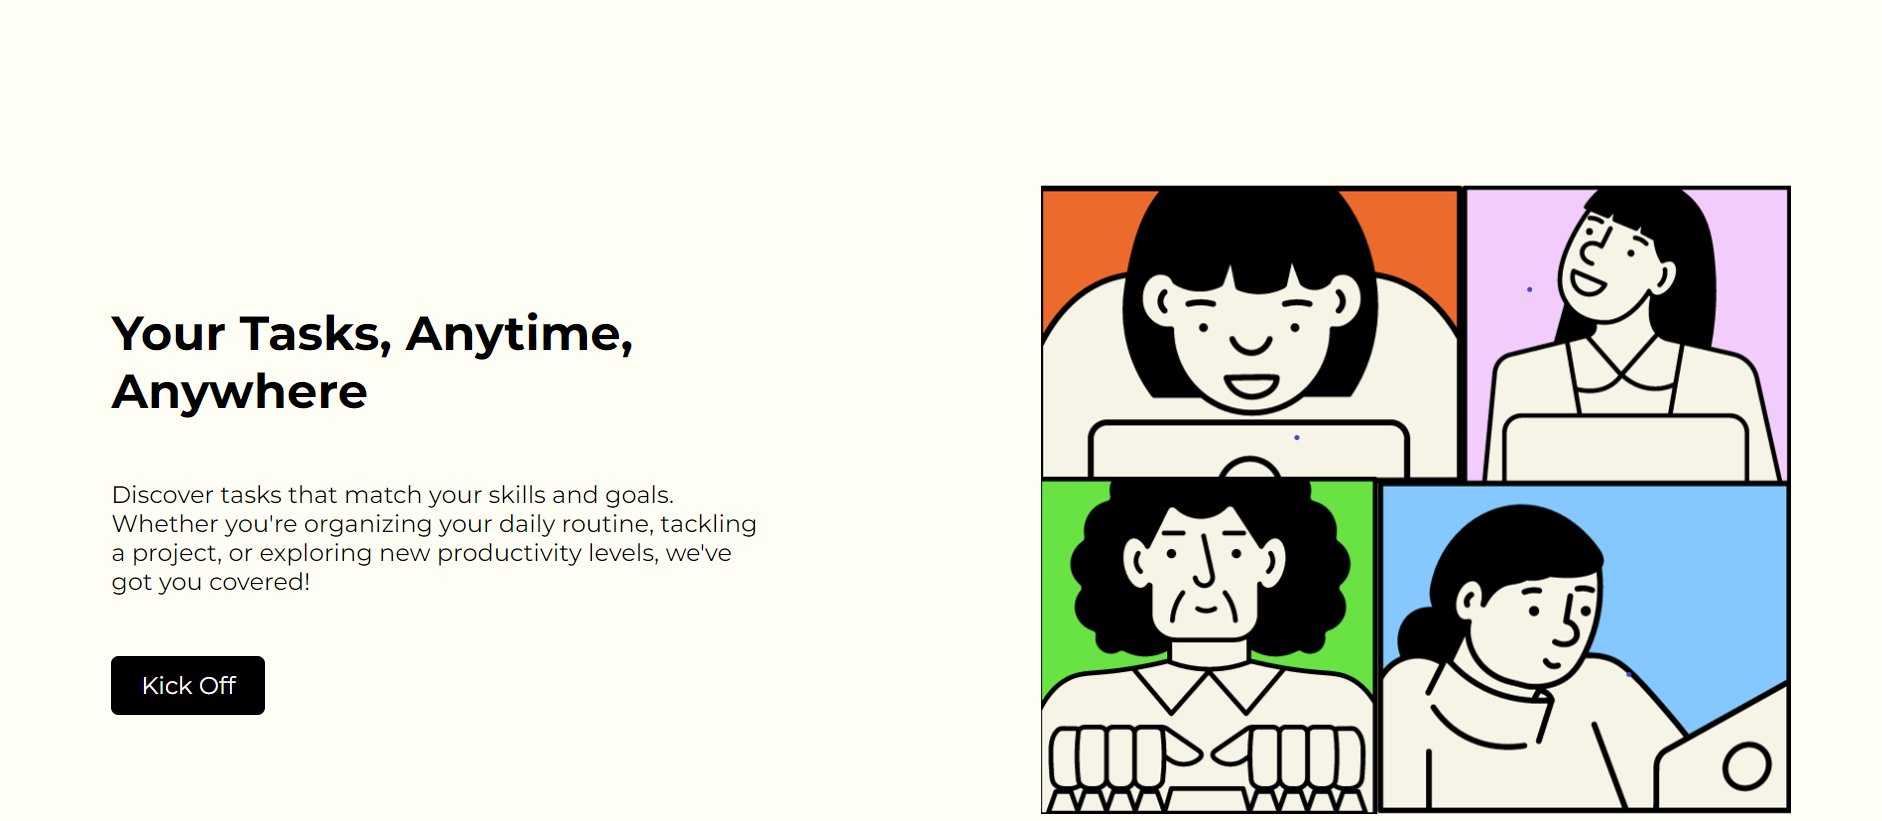 Your Tasks, Anytime,
Anywhere
Discover tasks that match your skills and goals.
Whether you're organizing your daily routine, tackling
a project, or exploring new productivity levels, we've
got you covered!
Kick Off